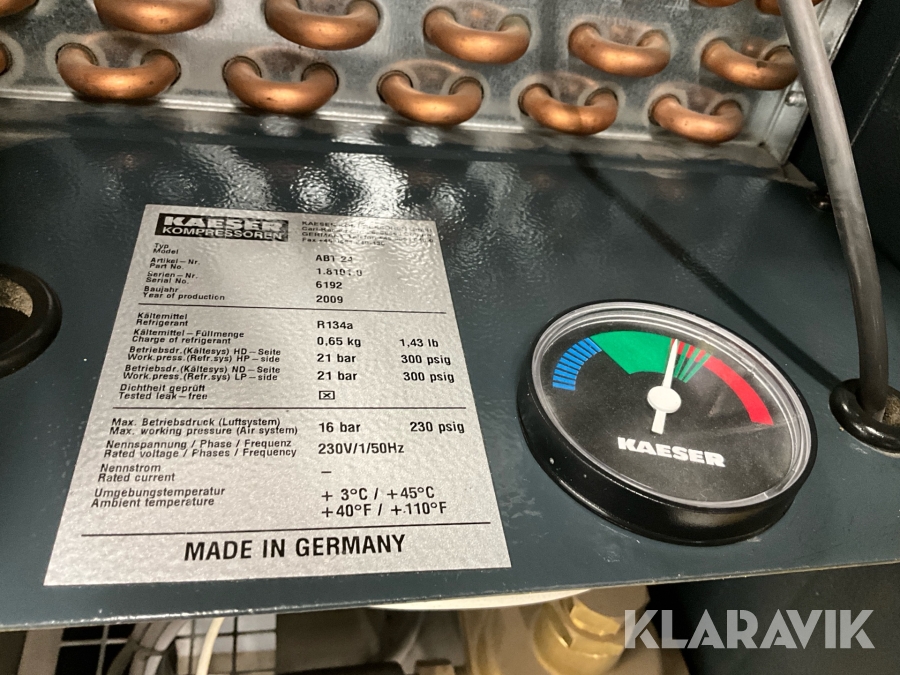 KAESER
KOMPRESSOREN
KAESER
GERMANY
Typ
Model
Artikel-Nr.
Part No.
Serien-Nr.
Serial No.
6192
Baujahr
Year of production
2009
Kältemittel
Refrigerant
R134a
Kältemittel-Füllmenge
Charge of refrigerant
0,65 kg 1,43 lb
Betriebsdr.(Kältesys) HD-Seite
Work.press.(Refr.sys) HP-side
21 bar 300 psig
Betriebsdr.(Kältesys) ND-Seite
Work.press.(Refr.sys) LP-side
21 bar 300 psig
Dichtheit geprüft
Tested leak-free
Max. Betriebsdruck (Luftsystem)
Max. working pressure (Air system)
16 bar 230 psig
Nennspannung / Phase / Frequenz
Rated voltage / Phases / Frequency
230V/1/50Hz
Nennstrom
Rated current
–
Umgebungstemperatur
Ambient temperature
+ 3°C / +45°C
+40°F / +110°F
MADE IN GERMANY
KAESER
KLARAVIK